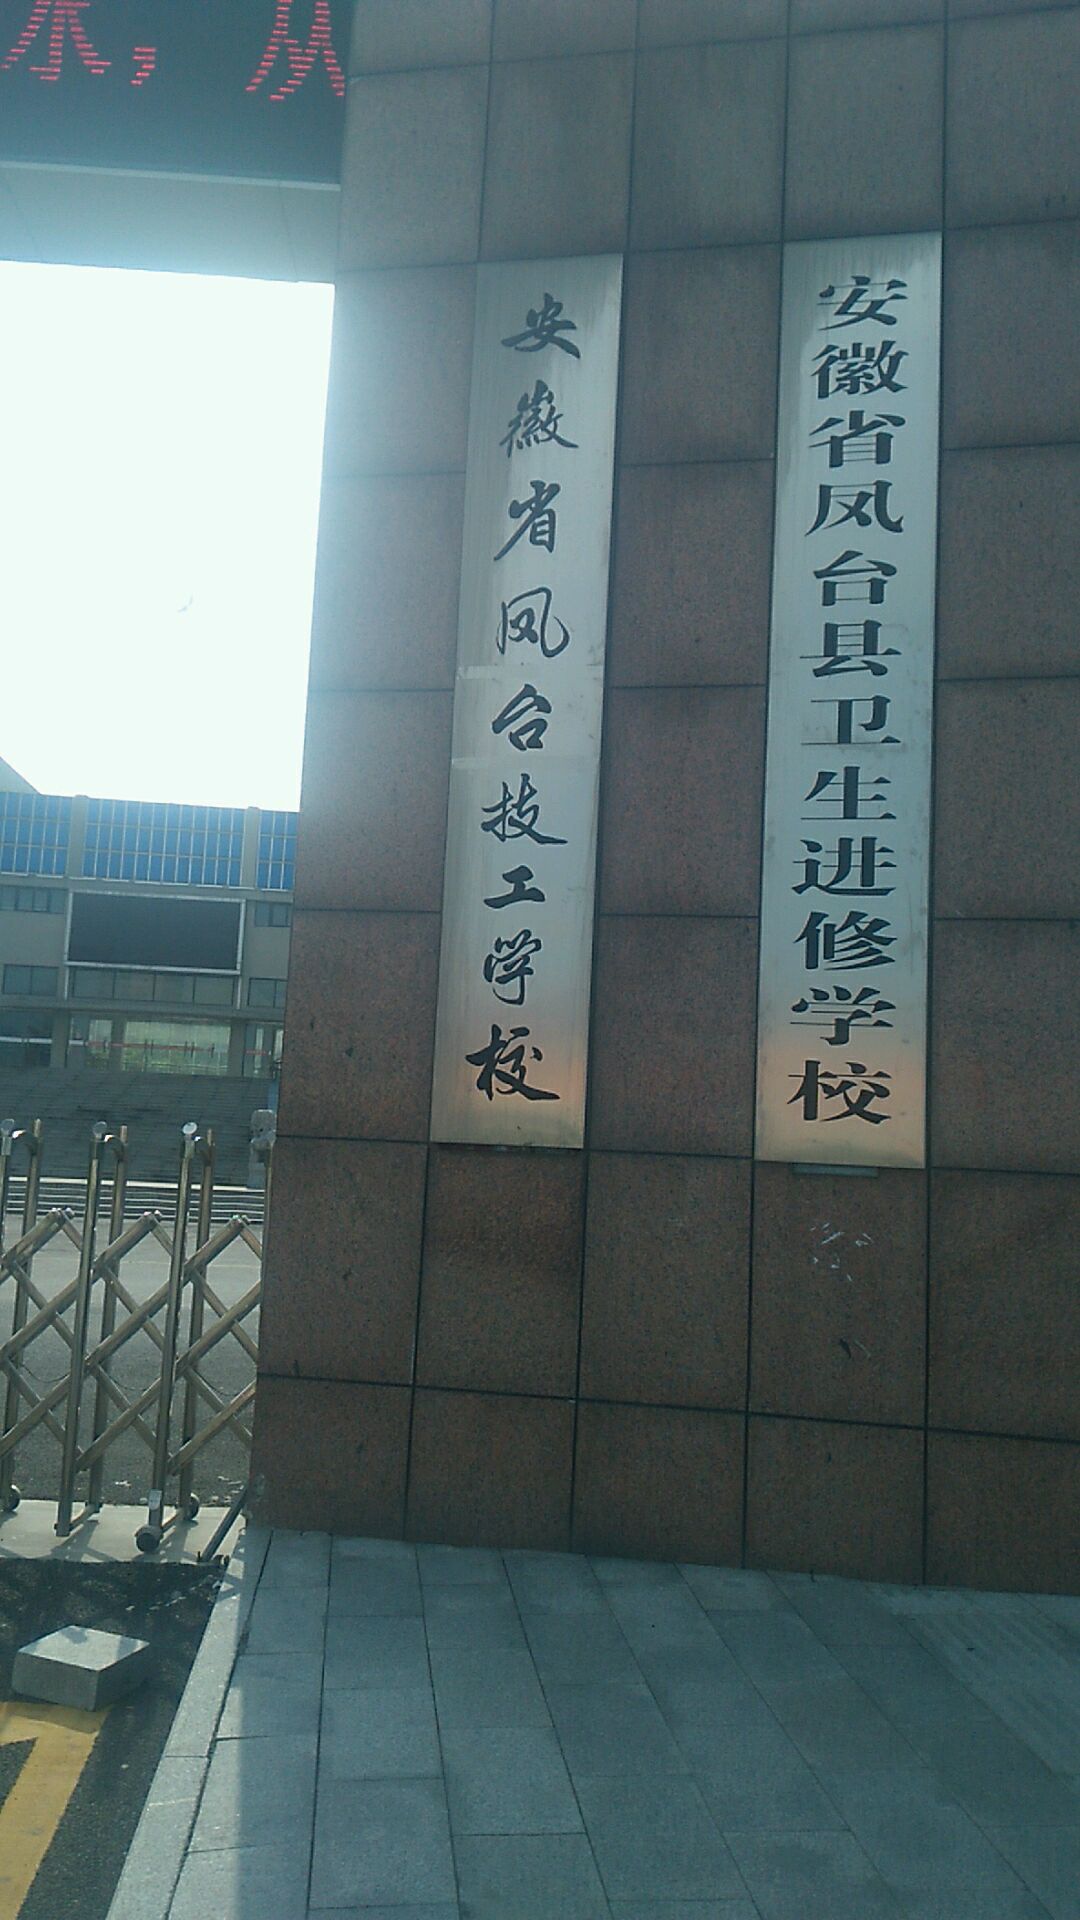 安徽省凤台县卫生进修学校
安徽省凤台技工学校
，从